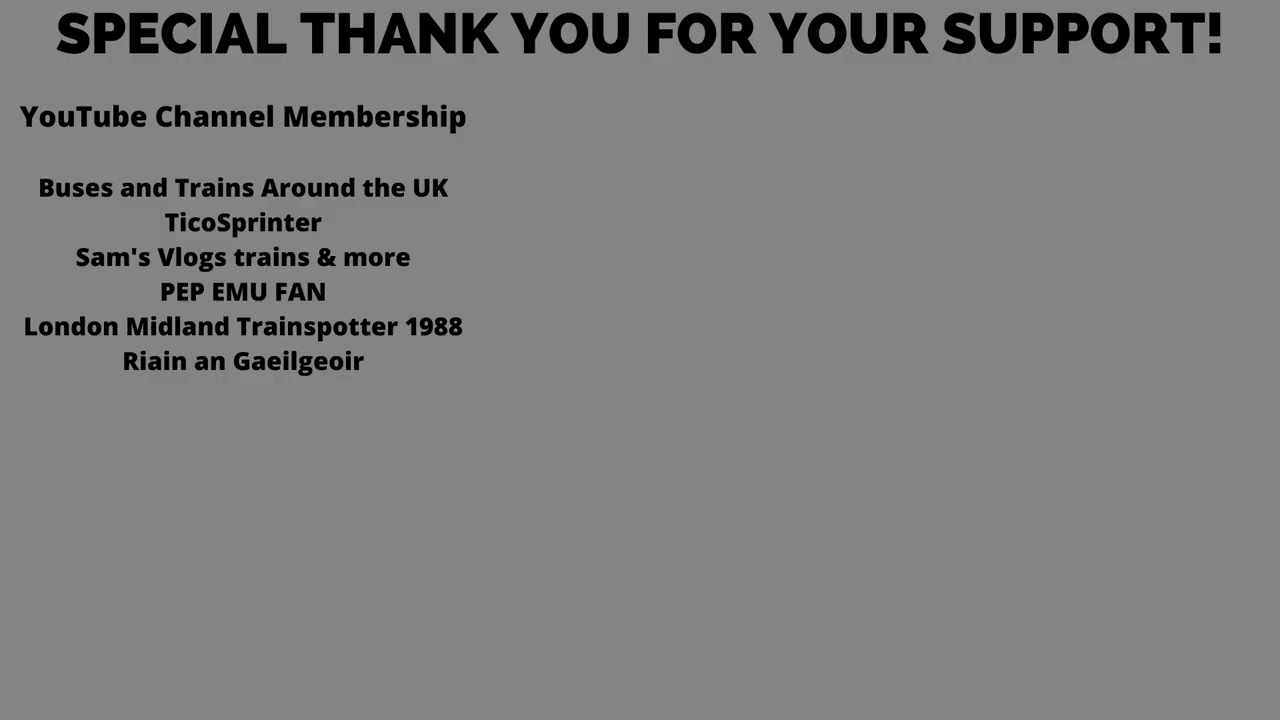 SPECIAL THANK YOU FOR YOUR SUPPORT!
YouTube Channel Membership
Buses and Trains Around the UK
TicoSprinter
Sam's Vlogs trains & more
PEP EMU FAN
London Midland Trainspotter 1988
Riain an Gaeilgeoir